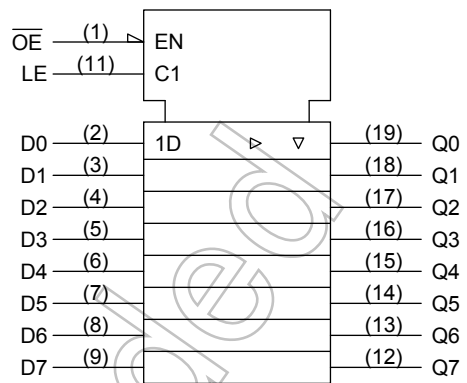 OE (1) EN
LE (11) C1
D0 (2) 1D (19) Q0
D1 (3) (18) Q1
D2 (4) (17) Q2
D3 (5) (16) Q3
D4 (6) (15) Q4
D5 (7) (14) Q5
D6 (8) (13) Q6
D7 (9) (12) Q7
ded